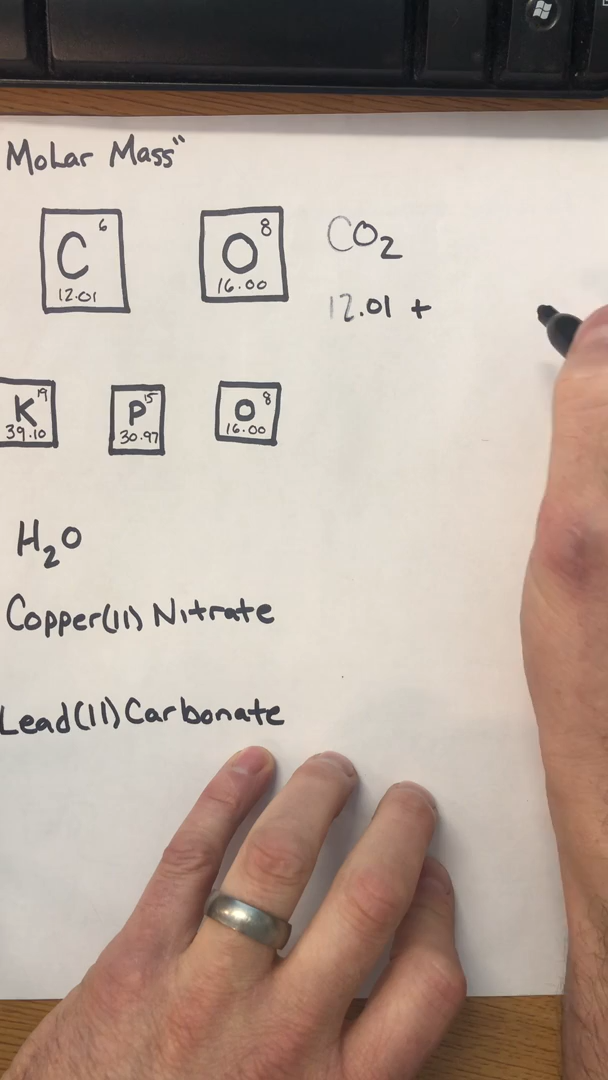 Molar Mass"
6
C
12.01
8
O
16.00
CO2
12.01 +
19
K
39.10
15
P
30.97
8
O
16.00
H2O
Copper(II) Nitrate
Lead(II) Carbonate